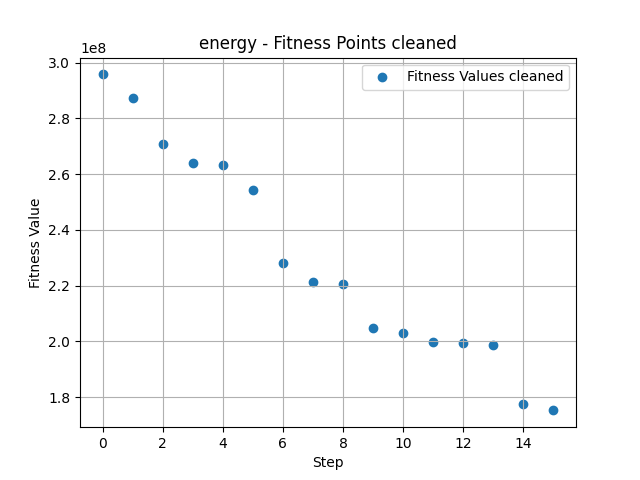 energy - Fitness Points cleaned
1e8
3.0
Fitness Values cleaned
2.8
2.6
2.4
Fitness Value
2.2
2.0
1.8
0 2 4 6 8 10 12 14
Step